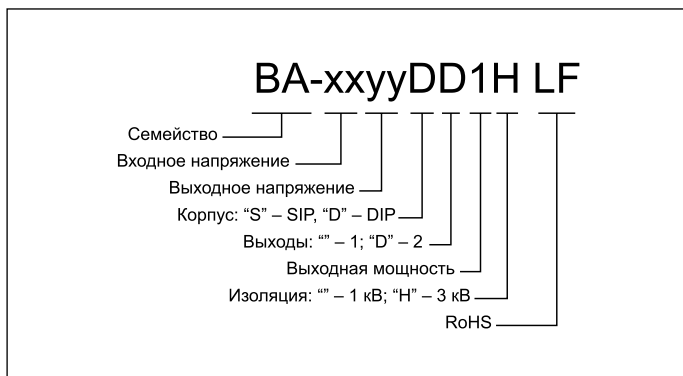 BA-xxyyDD1H LF
Семейство
Входное напряжение
Выходное напряжение
Корпус: “S” – SIP, “D” – DIP
Выходы: “” – 1; “D” – 2
Выходная мощность
Изоляция: “” – 1 кВ; “H” – 3 кВ
RoHS